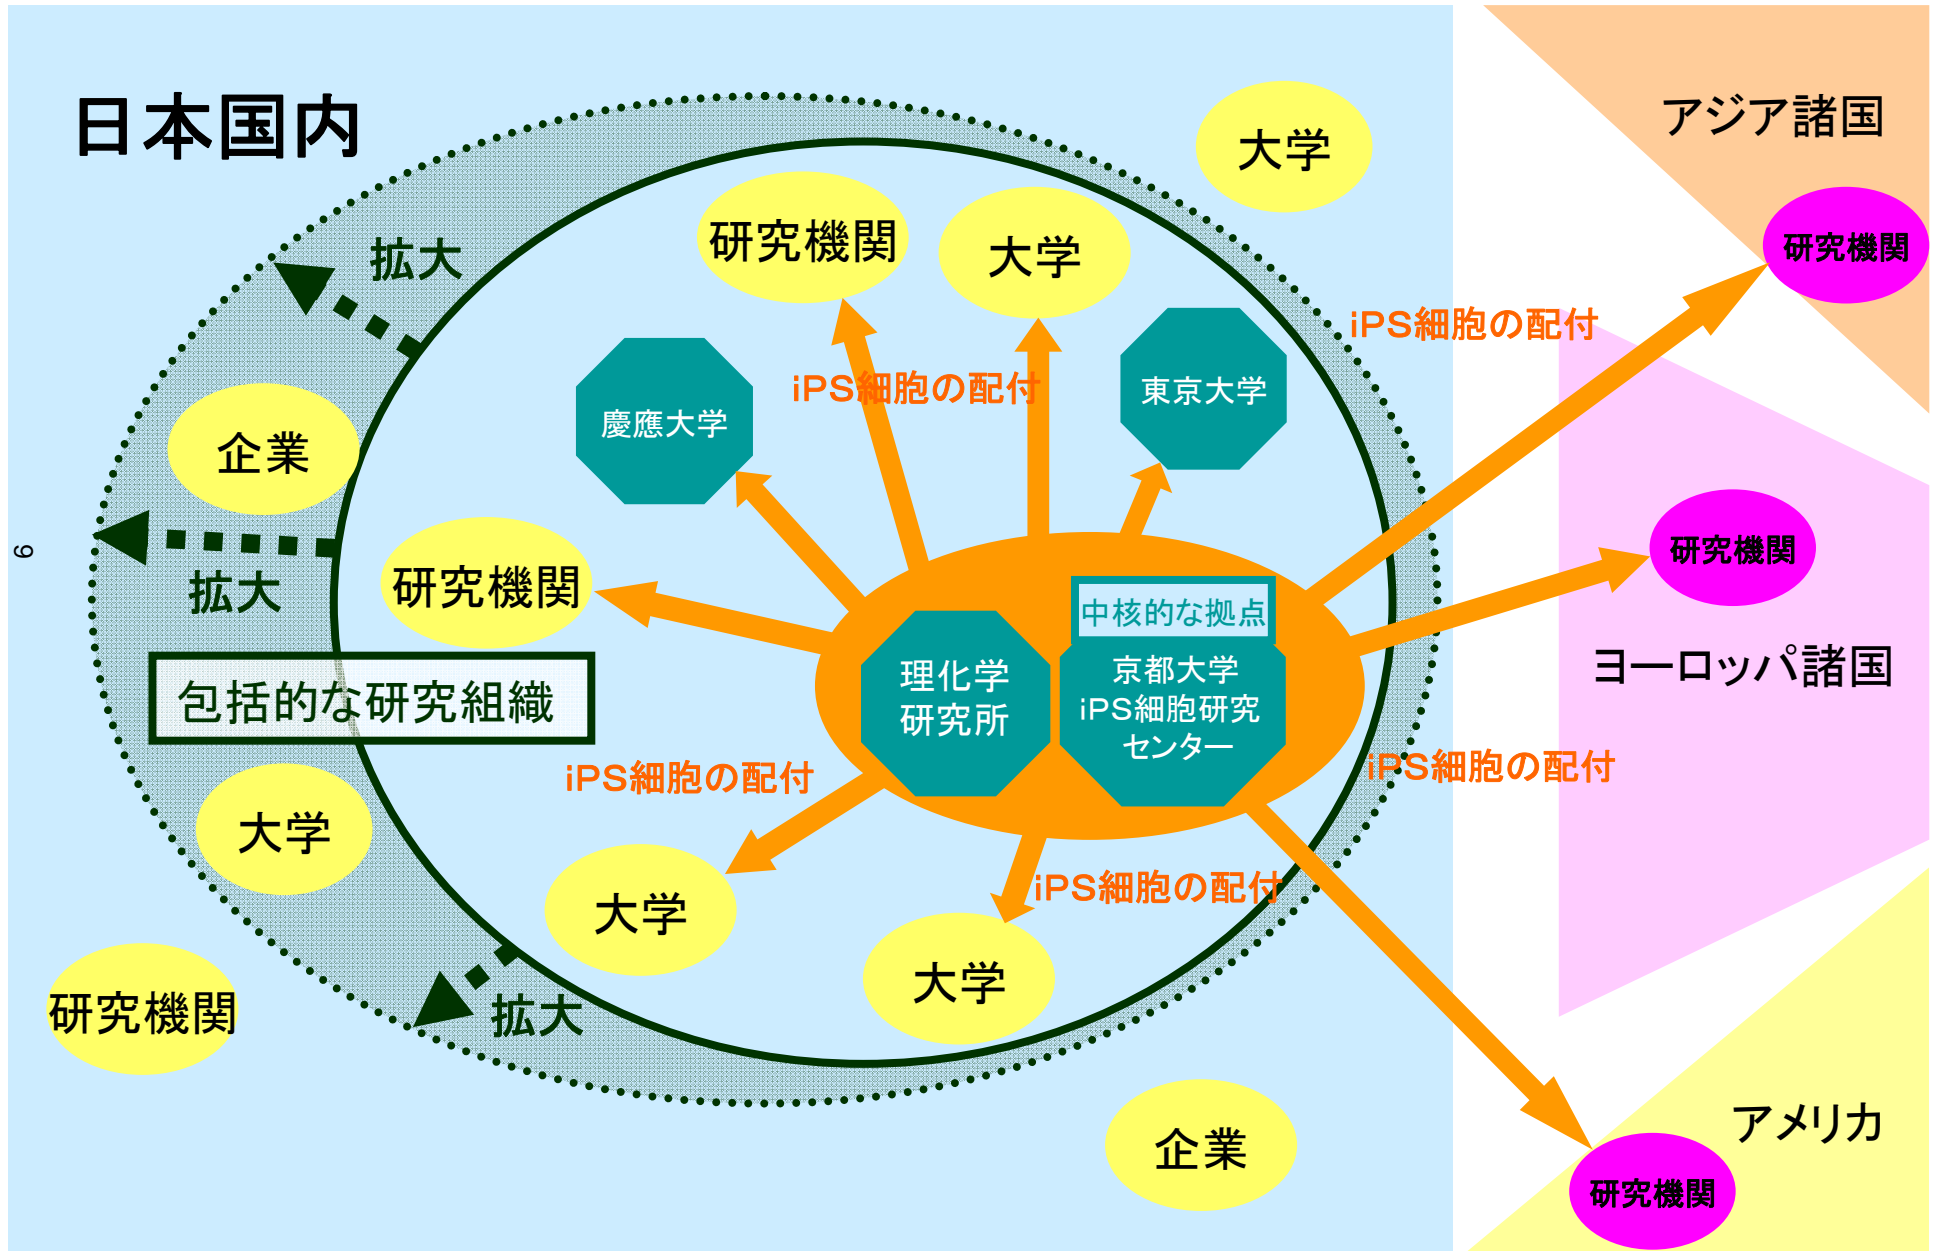 日本国内
アジア諸国
大学
研究機関
大学
研究機関
拡大
iPS細胞の配付
iPS細胞の配付
東京大学
慶應大学
企業
研究機関
9
研究機関
拡大
中核的な拠点
ヨーロッパ諸国
包括的な研究組織
理化学
研究所
京都大学
iPS細胞研究
センター
iPS細胞の配付
iPS細胞の配付
大学
iPS細胞の配付
大学
大学
研究機関
拡大
アメリカ
企業
研究機関